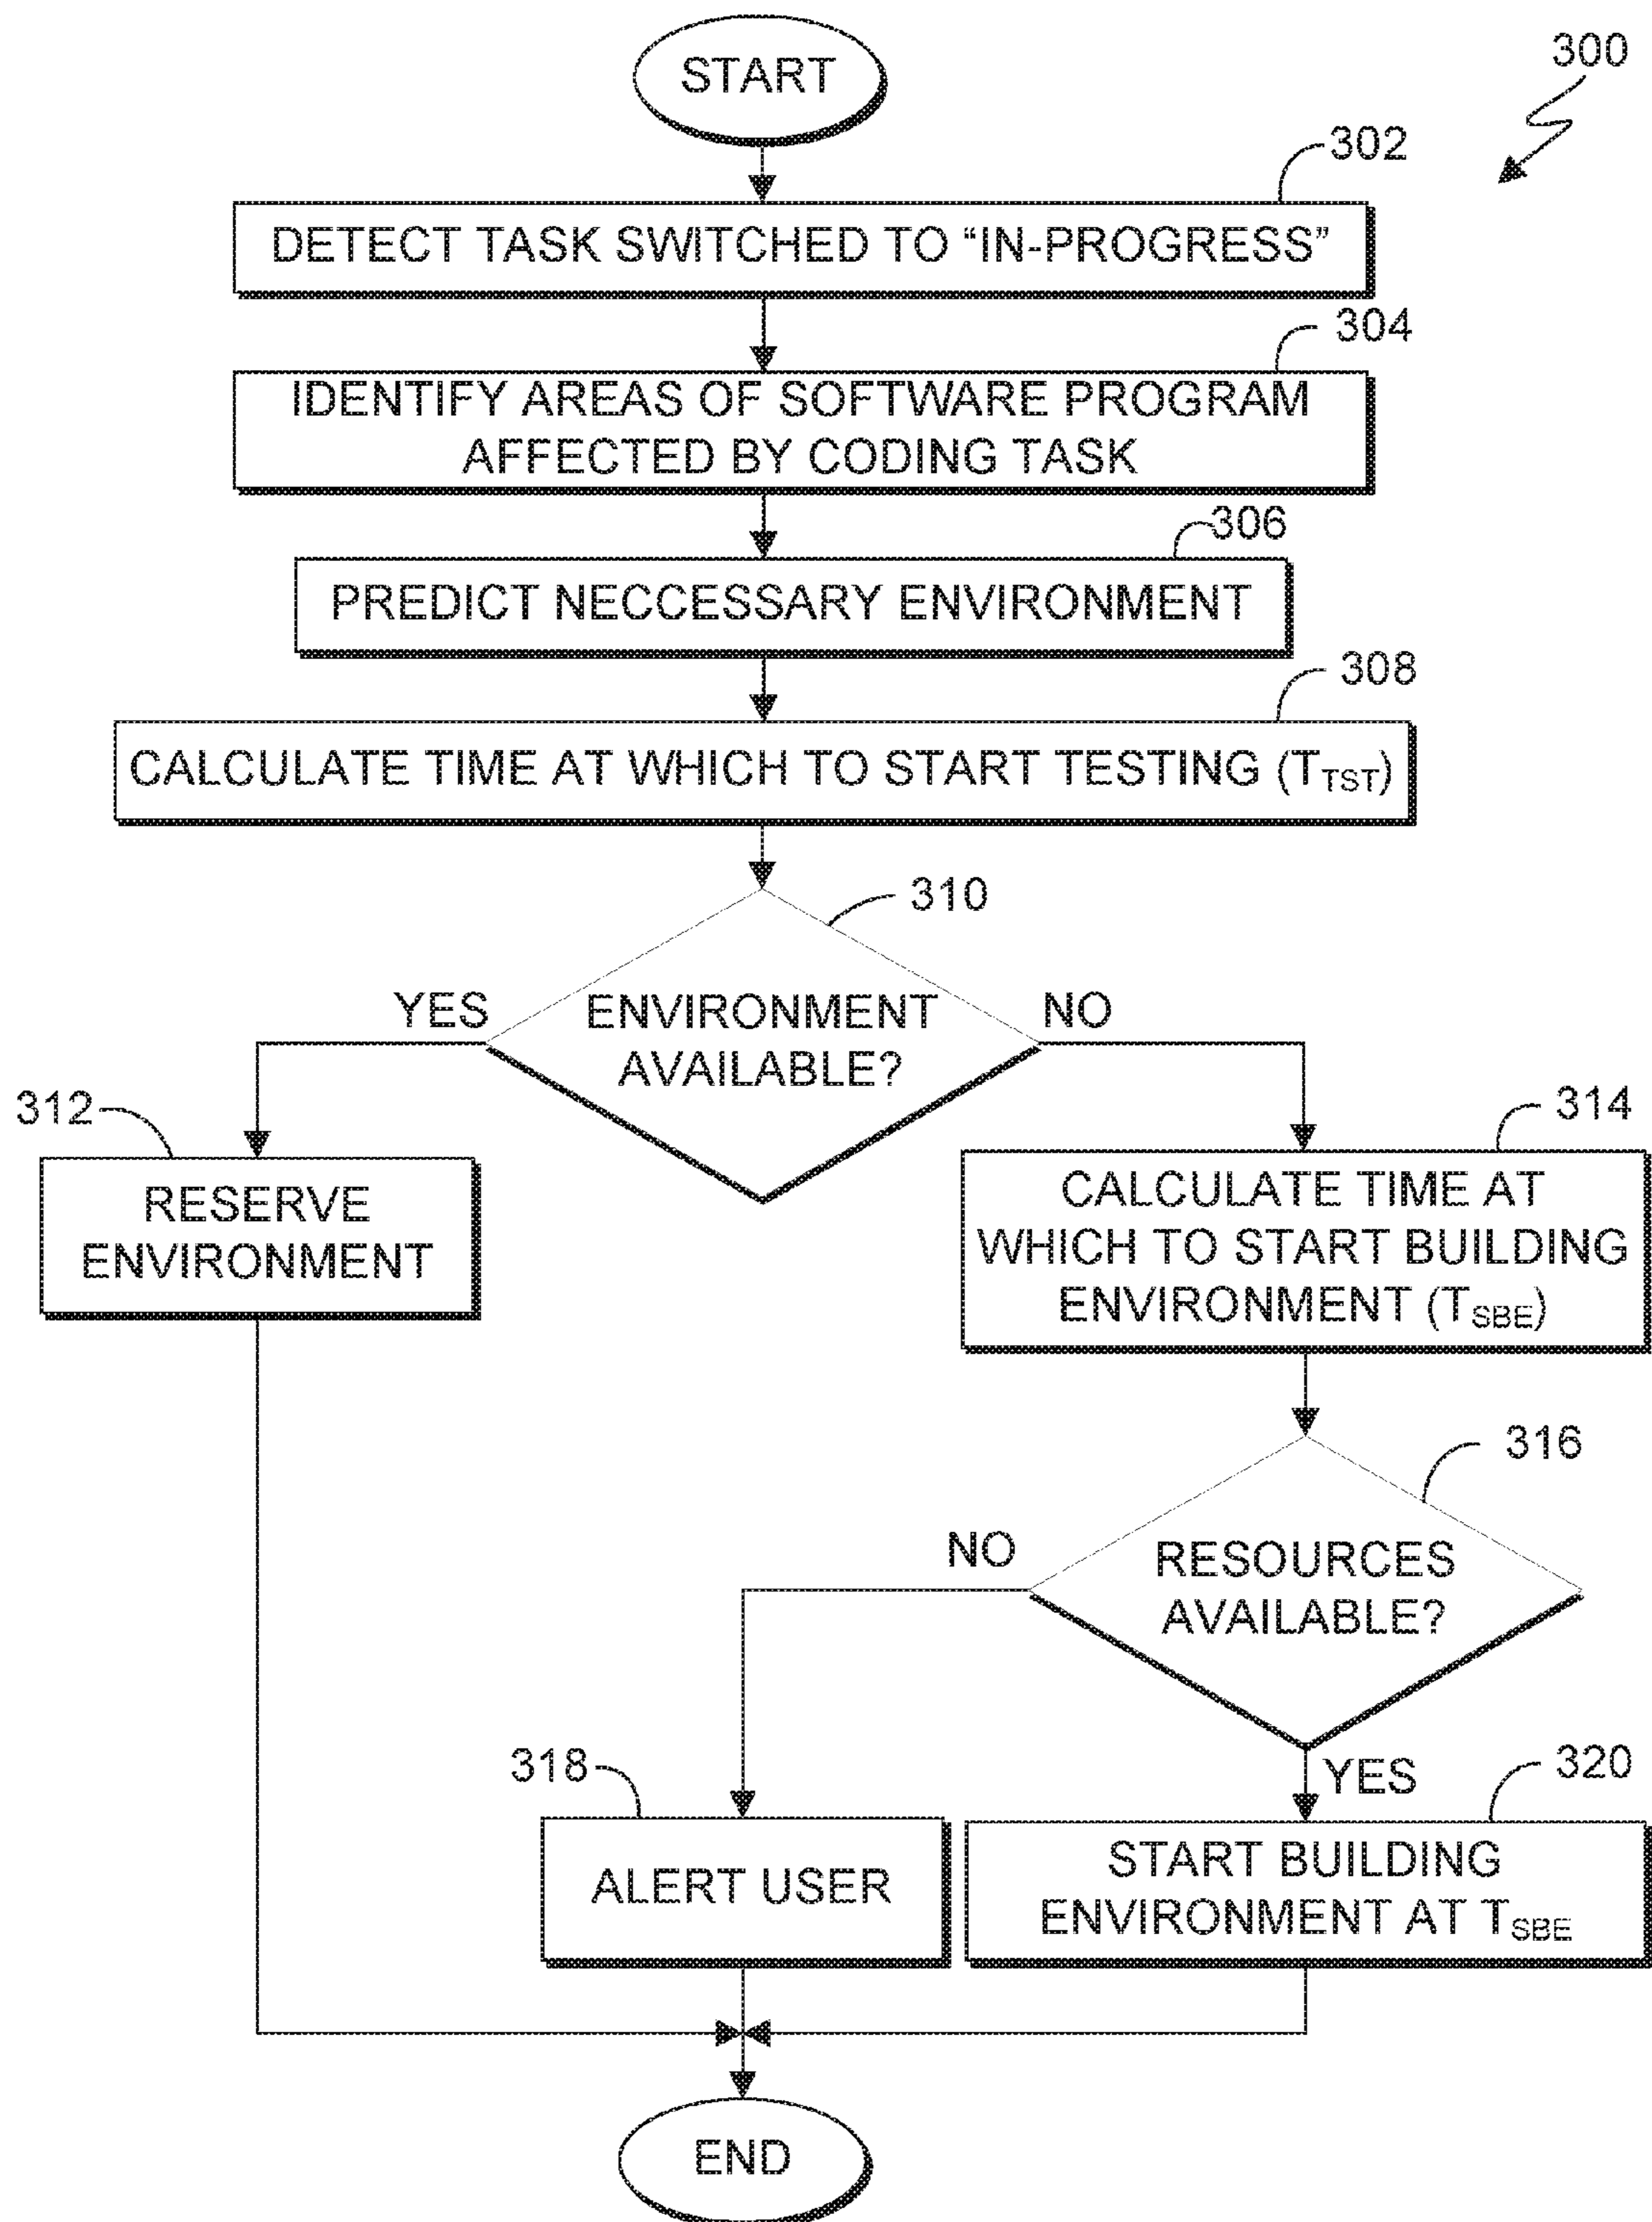 START
300
302
DETECT TASK SWITCHED TO “IN-PROGRESS”
304
IDENTIFY AREAS OF SOFTWARE PROGRAM
AFFECTED BY CODING TASK
306
PREDICT NECCESSARY ENVIRONMENT
308
CALCULATE TIME AT WHICH TO START TESTING (TTST)
310
YES
ENVIRONMENT
AVAILABLE?
NO
312
RESERVE
ENVIRONMENT
314
CALCULATE TIME AT
WHICH TO START BUILDING
ENVIRONMENT (TSBE)
316
NO
RESOURCES
AVAILABLE?
318
ALERT USER
YES
320
START BUILDING
ENVIRONMENT AT TSBE
END